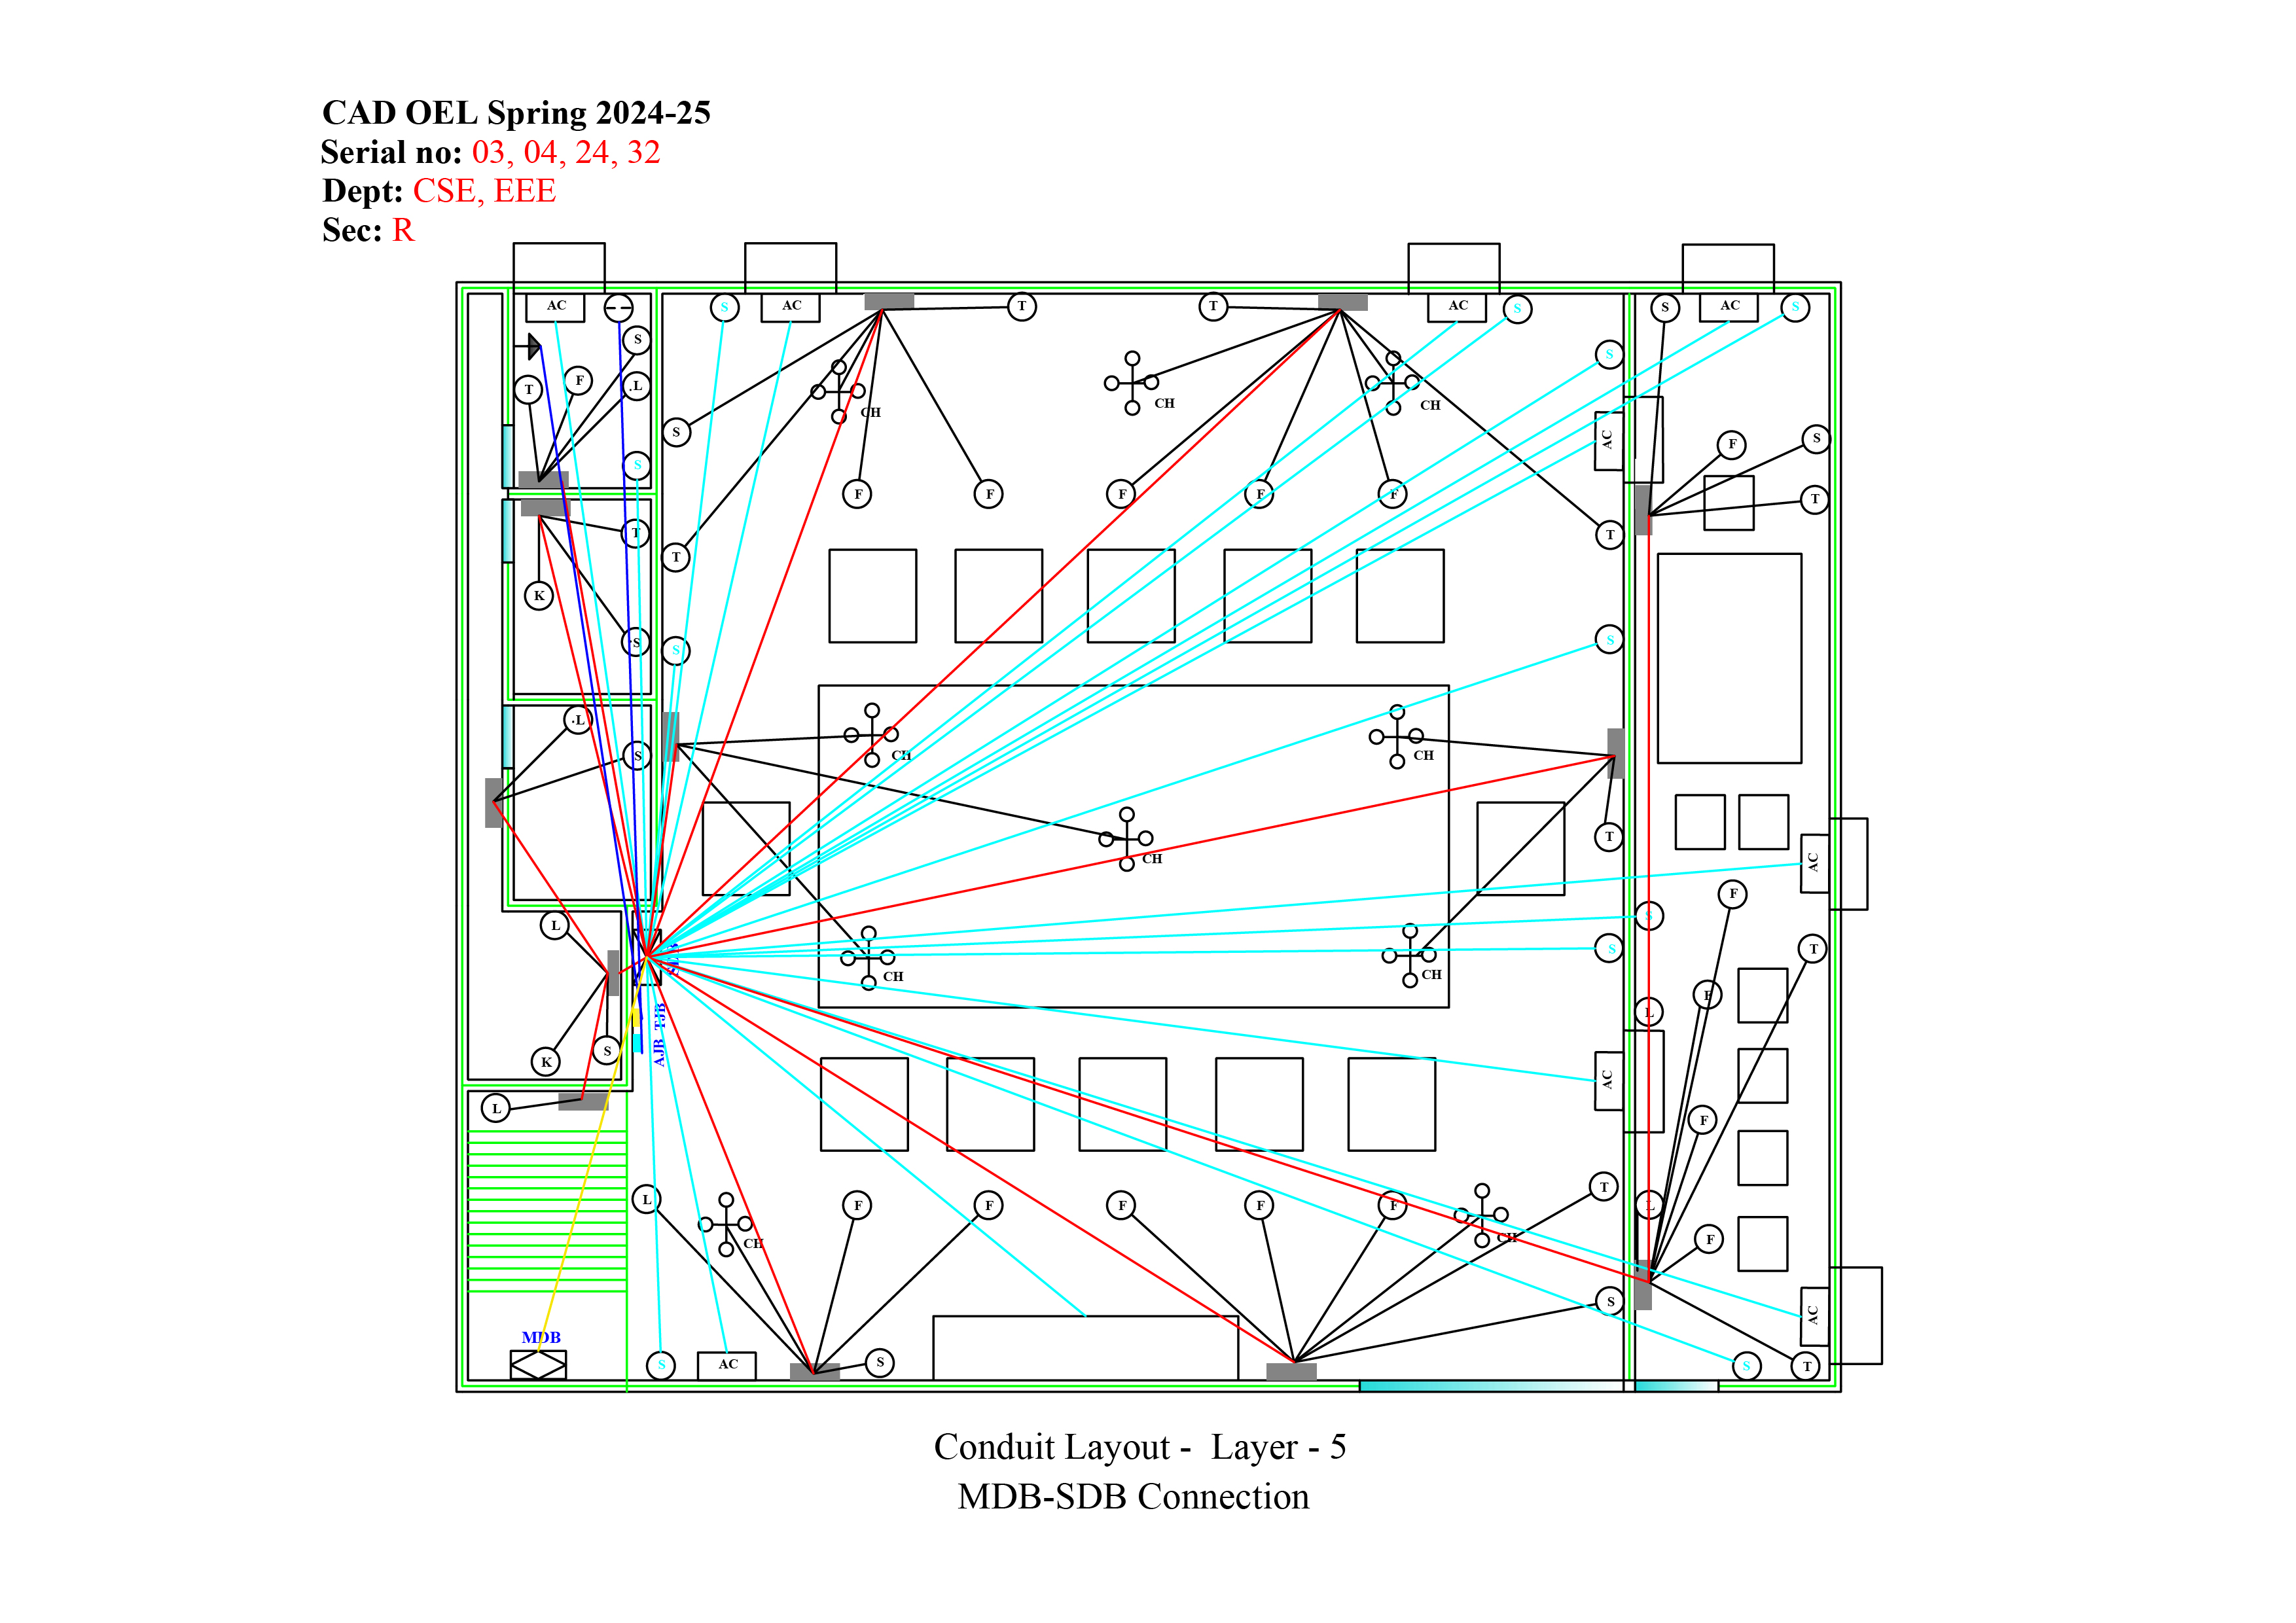 CAD OEL Spring 2024-25
Serial no: 03, 04, 24, 32
Dept: CSE, EEE
Sec: R
AC
S
AC
T
T
AC
S
S
AC
S
S
S
T
F
.L
CH
CH
CH
AC
S
F
S
S
F
F
F
F
F
T
T
T
T
K
.S
S
S
.L
S
CH
CH
CH
T
AC
F
S
L
CH
CH
S
T
SDB
F
L
TJB
AJB
K
S
AC
L
F
T
L
F
F
F
F
F
L
CH
CH
F
S
MDB
AC
S
AC
S
S
T
Conduit Layout - Layer - 5
MDB-SDB Connection